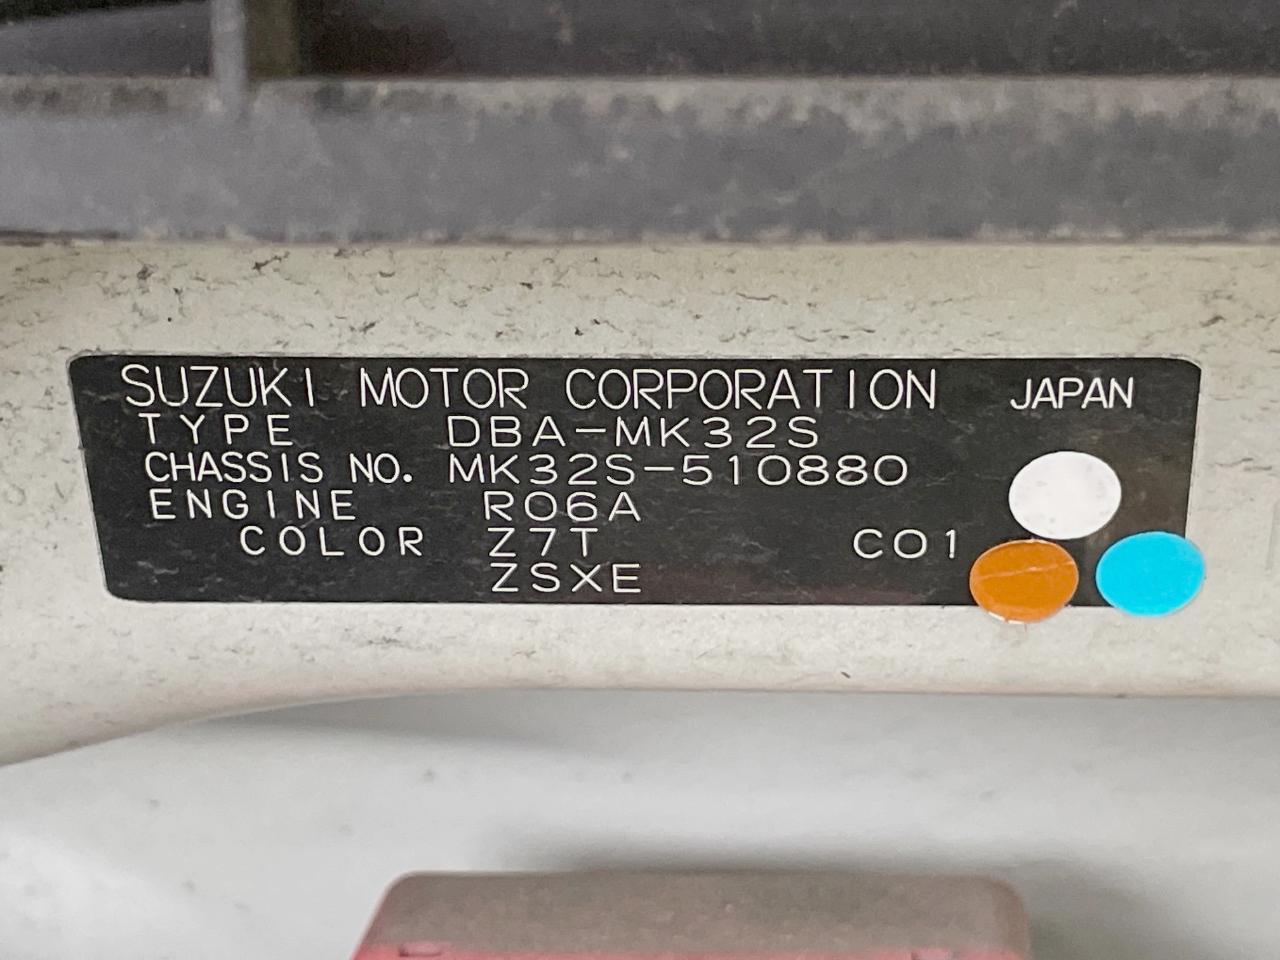 SUZUKI MOTOR CORPORATION JAPAN
TYPE DBA-MK32S
CHASSIS NO. MK32S-510880
ENGINE R06A
COLOR Z7T C01
ZSXE